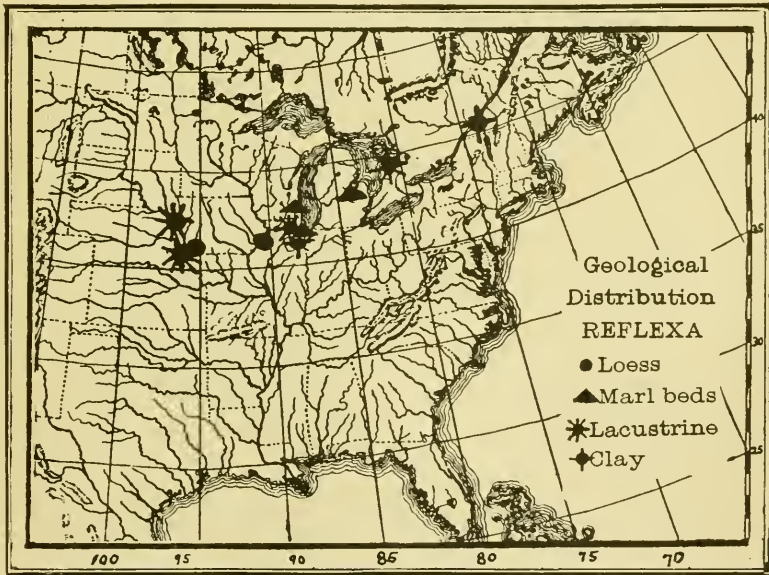 40
35
30
25
Geological
Distribution
REFLEXA
Loess
Marl beds
Lacustrine
Clay
100 95 90 85 80 75 70